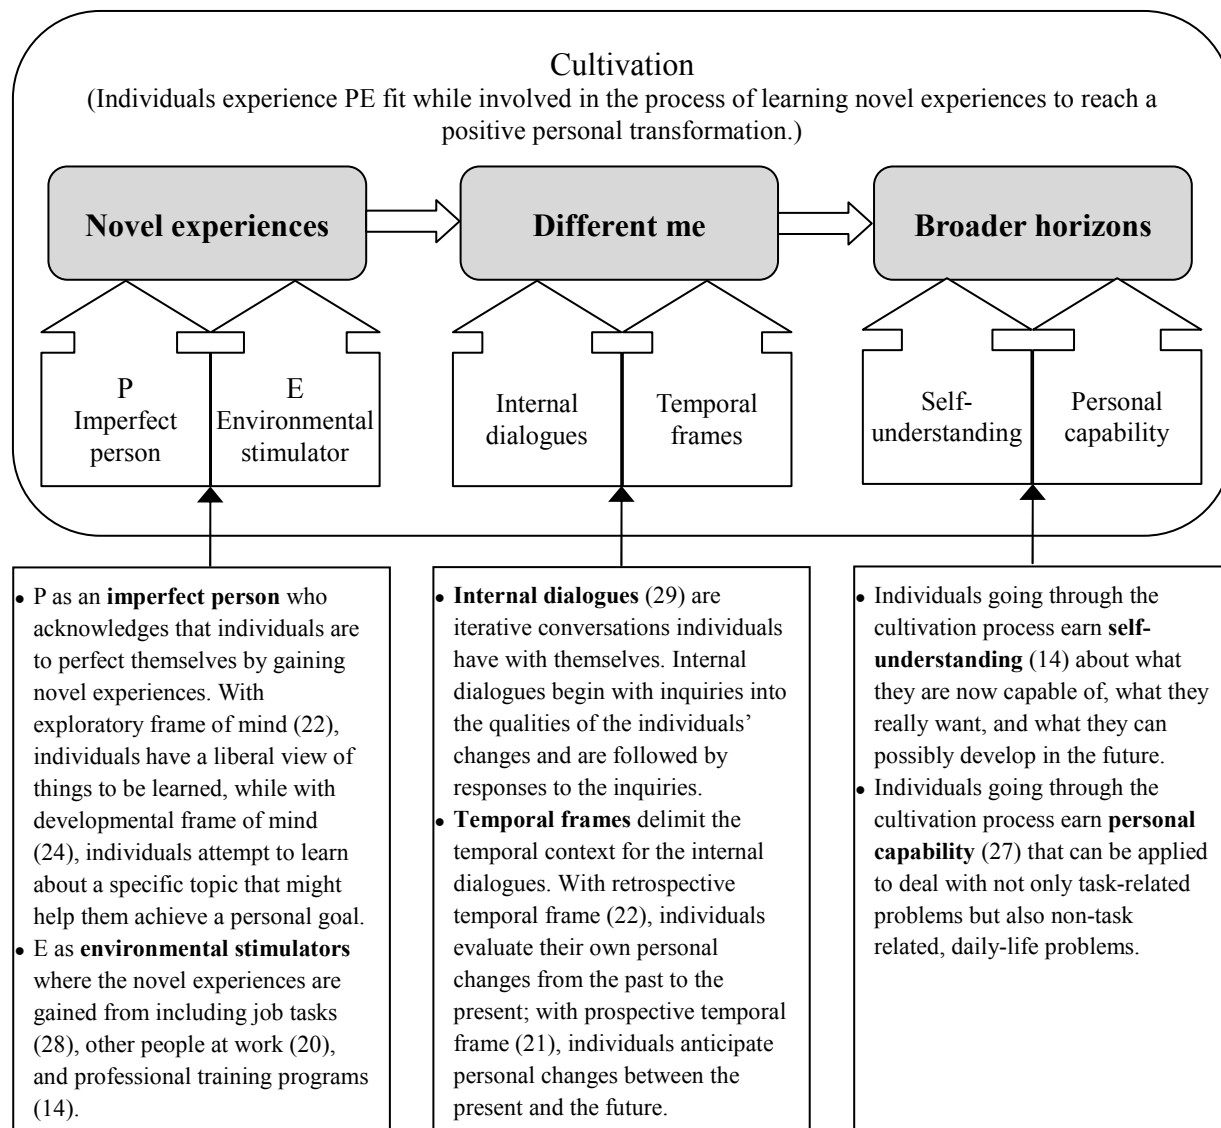 Cultivation
(Individuals experience PE fit while involved in the process of learning novel experiences to reach a
positive personal transformation.)
Novel experiences
Different me
Broader horizons
P
Imperfect
person
E
Environmental
stimulator
Internal
dialogues
Temporal
frames
Self-
understanding
Personal
capability
• P as an imperfect person who
acknowledges that individuals are
to perfect themselves by gaining
novel experiences. With
exploratory frame of mind (22),
individuals have a liberal view of
things to be learned, while with
developmental frame of mind
(24), individuals attempt to learn
about a specific topic that might
help them achieve a personal goal.
• E as environmental stimulators
where the novel experiences are
gained from including job tasks
(28), other people at work (20),
and professional training programs
(14).
• Internal dialogues (29) are
iterative conversations individuals
have with themselves. Internal
dialogues begin with inquiries into
the qualities of the individuals’
changes and are followed by
responses to the inquiries.
• Temporal frames delimit the
temporal context for the internal
dialogues. With retrospective
temporal frame (22), individuals
evaluate their own personal
changes from the past to the
present; with prospective temporal
frame (21), individuals anticipate
personal changes between the
present and the future.
• Individuals going through the
cultivation process earn self-
understanding (14) about what
they are now capable of, what they
really want, and what they can
possibly develop in the future.
• Individuals going through the
cultivation process earn personal
capability (27) that can be applied
to deal with not only task-related
problems but also non-task
related, daily-life problems.